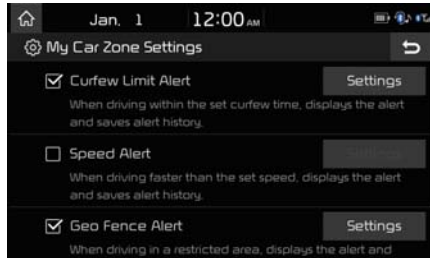 Jan. 1 12:00 AM
My Car Zone Settings
Curfew Limit Alert Settings
When driving within the set curfew time, displays the alert
and saves alert history.
Speed Alert Settings
When driving faster than the set speed, displays the alert
and saves alert history.
Geo Fence Alert Settings
When driving in a restricted area, displays the alert and